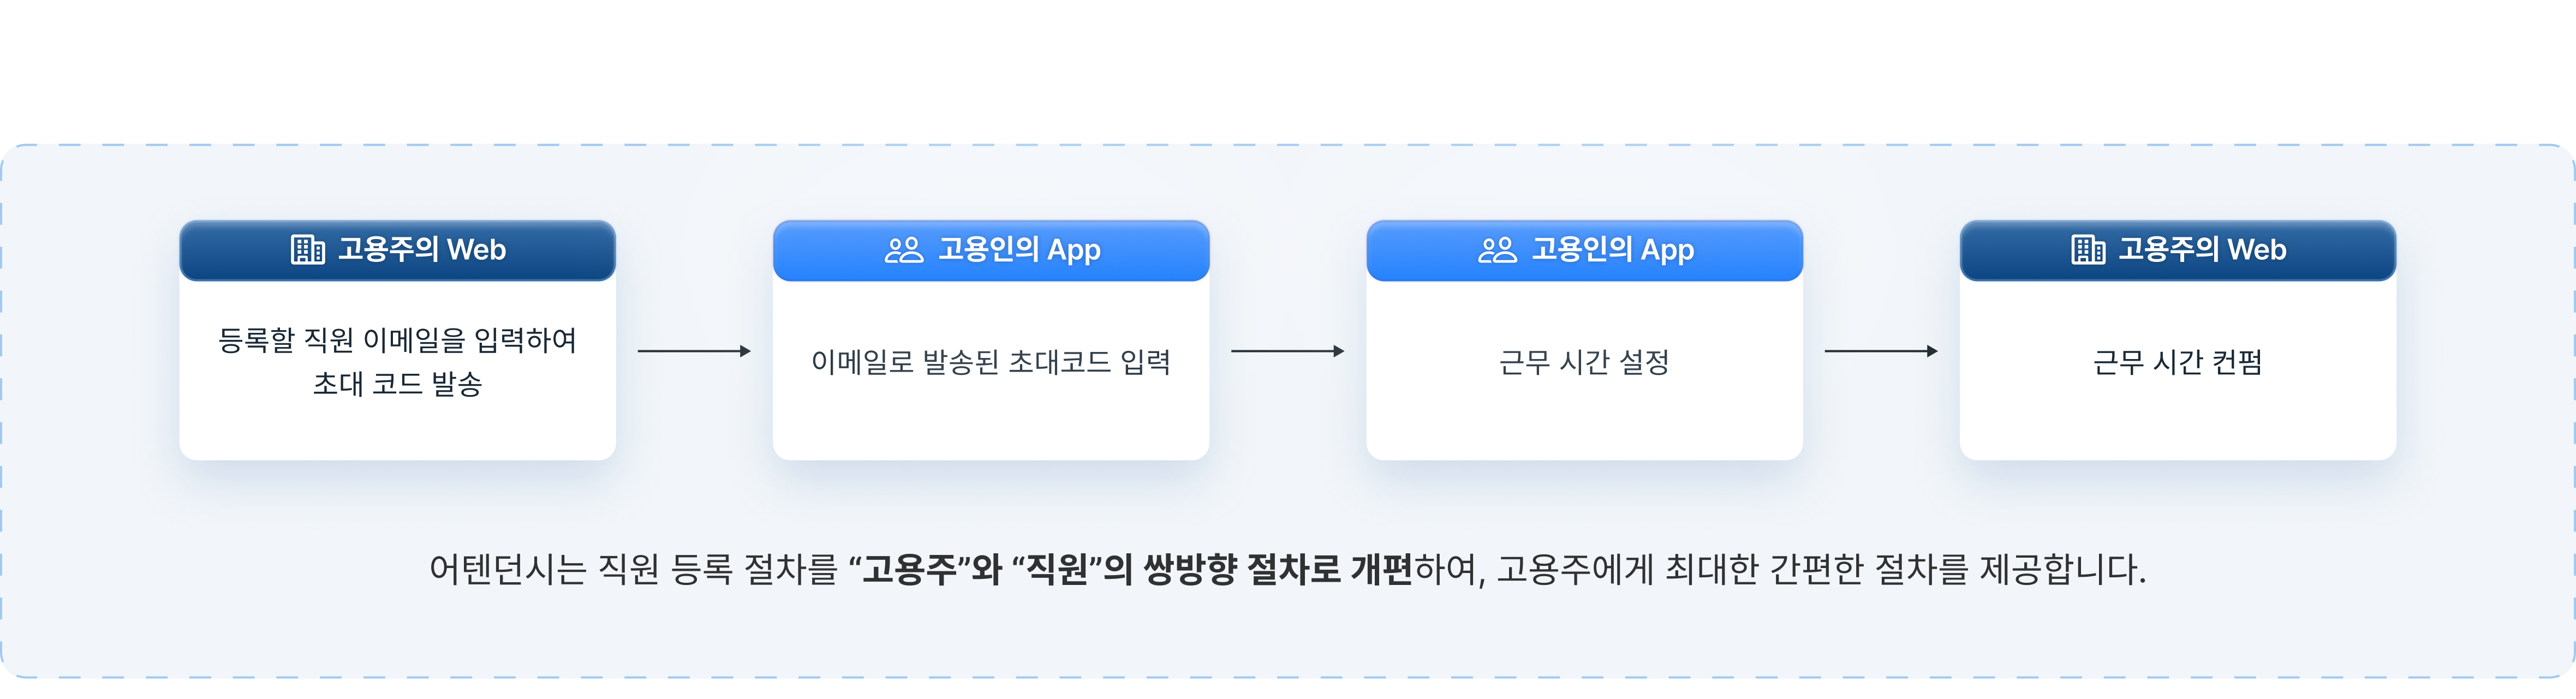 고용주의 Web
등록할 직원 이메일을 입력하여
초대 코드 발송
고용인의 App
이메일로 발송된 초대코드 입력
고용인의 App
근무 시간 설정
고용주의 Web
근무 시간 컨펌
어텐던시는 직원 등록 절차를 “고용주”와 “직원”의 쌍방향 절차로 개편하여, 고용주에게 최대한 간편한 절차를 제공합니다.